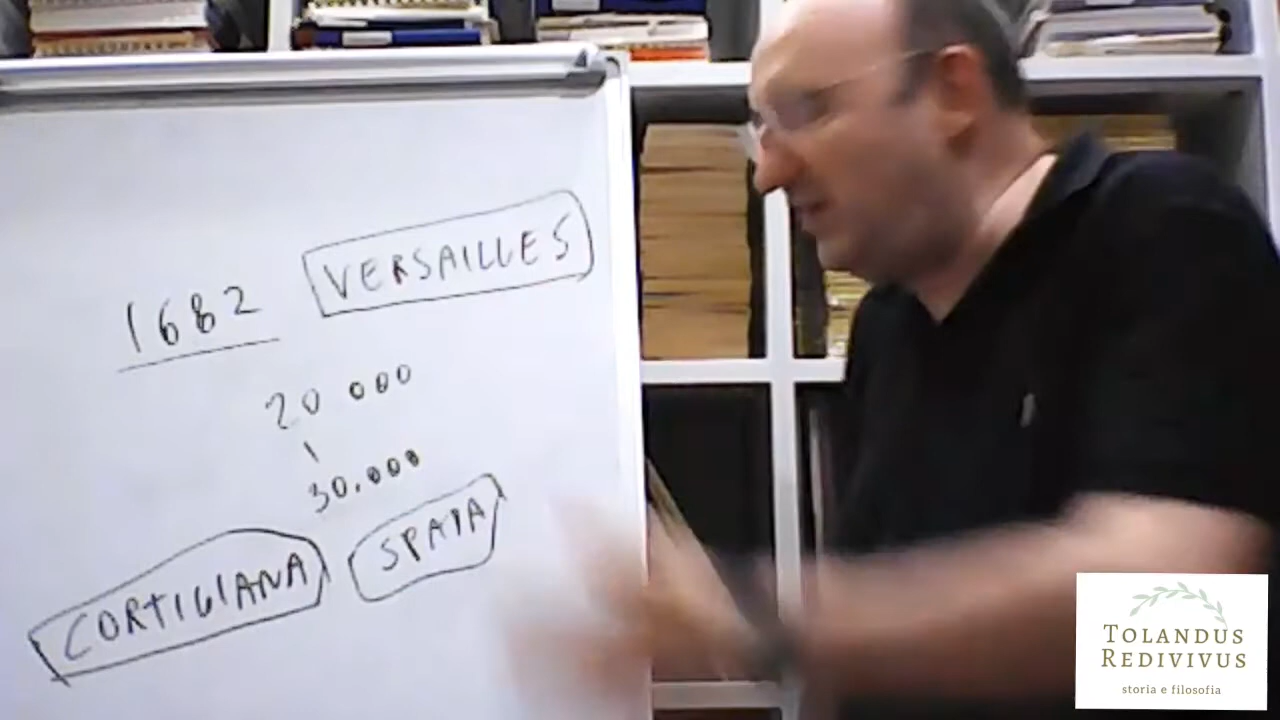 1682 VERSAILLES
20 000
30.000
CORTIGIANA SPADA
TOLANDUS
REDIVIVUS
storia e filosofia